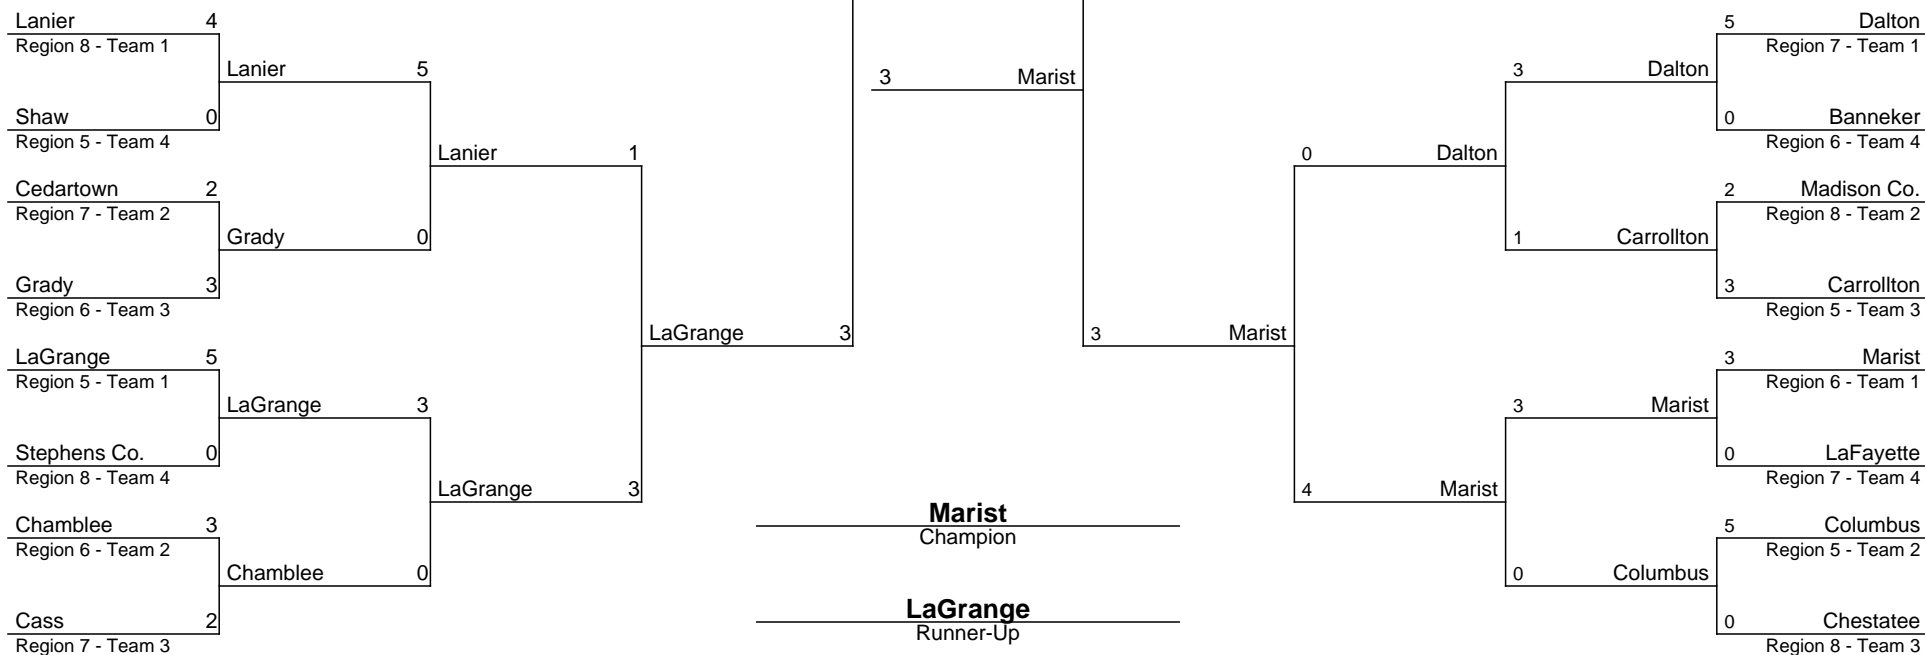 Lanier 4
Region 8 - Team 1
Lanier 5
Shaw 0
Region 5 - Team 4
Lanier 1
Cedartown 2
Region 7 - Team 2
Grady 0
Grady 3
Region 6 - Team 3
LaGrange 3
LaGrange 5
Region 5 - Team 1
LaGrange 3
Stephens Co. 0
Region 8 - Team 4
LaGrange 3
Chamblee 3
Region 6 - Team 2
Chamblee 0
Cass 2
Region 7 - Team 3
3 Marist
Marist
Champion
LaGrange
Runner-Up
5 Dalton
Region 7 - Team 1
3 Dalton
0 Banneker
Region 6 - Team 4
0 Dalton
2 Madison Co.
Region 8 - Team 2
1 Carrollton
3 Carrollton
Region 5 - Team 3
3 Marist
3 Marist
Region 6 - Team 1
3 Marist
0 LaFayette
Region 7 - Team 4
4 Marist
5 Columbus
Region 5 - Team 2
0 Columbus
0 Chestatee
Region 8 - Team 3